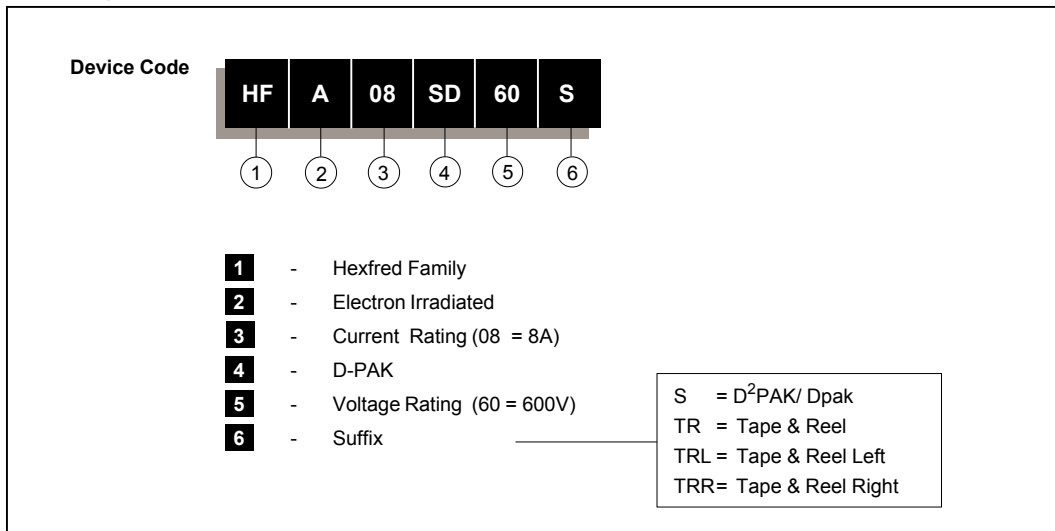 Device Code
HF A 08 SD 60 S
1 2 3 4 5 6
1 - Hexfred Family
2 - Electron Irradiated
3 - Current Rating (08 = 8A)
4 - D-PAK
5 - Voltage Rating (60 = 600V)
6 - Suffix
S = D²PAK/ Dpak
TR = Tape & Reel
TRL = Tape & Reel Left
TRR= Tape & Reel Right